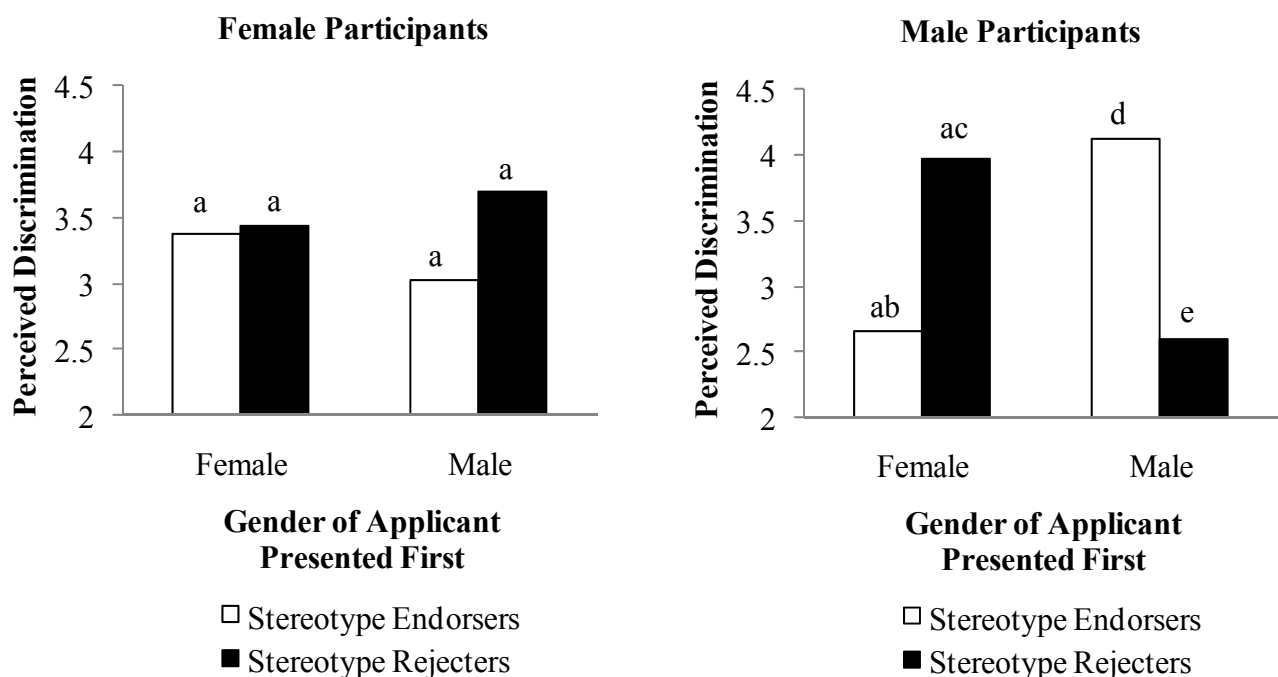 Female Participants
Perceived Discrimination
4.5
4
3.5
3
2.5
2
a
a
a
a
Female
Male
Gender of Applicant
Presented First
☐ Stereotype Endorsers
■ Stereotype Rejecters
Male Participants
Perceived Discrimination
4.5
4
3.5
3
2.5
2
ab
ac
d
e
Female
Male
Gender of Applicant
Presented First
☐ Stereotype Endorsers
■ Stereotype Rejecters